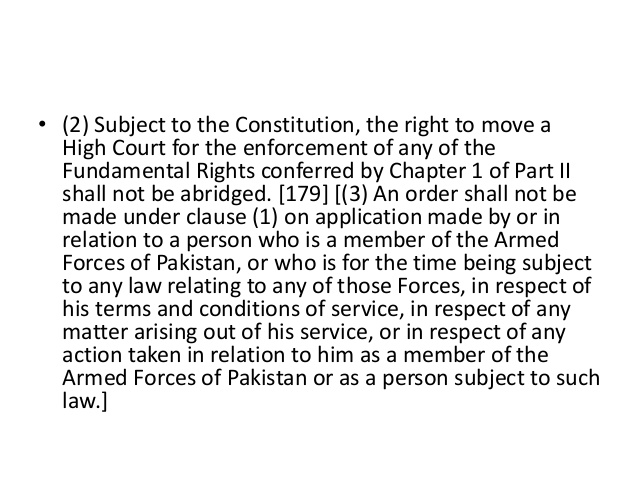 • (2) Subject to the Constitution, the right to move a
High Court for the enforcement of any of the
Fundamental Rights conferred by Chapter 1 of Part II
shall not be abridged. [179] [(3) An order shall not be
made under clause (1) on application made by or in
relation to a person who is a member of the Armed
Forces of Pakistan, or who is for the time being subject
to any law relating to any of those Forces, in respect of
his terms and conditions of service, in respect of any
matter arising out of his service, or in respect of any
action taken in relation to him as a member of the
Armed Forces of Pakistan or as a person subject to such
law.]